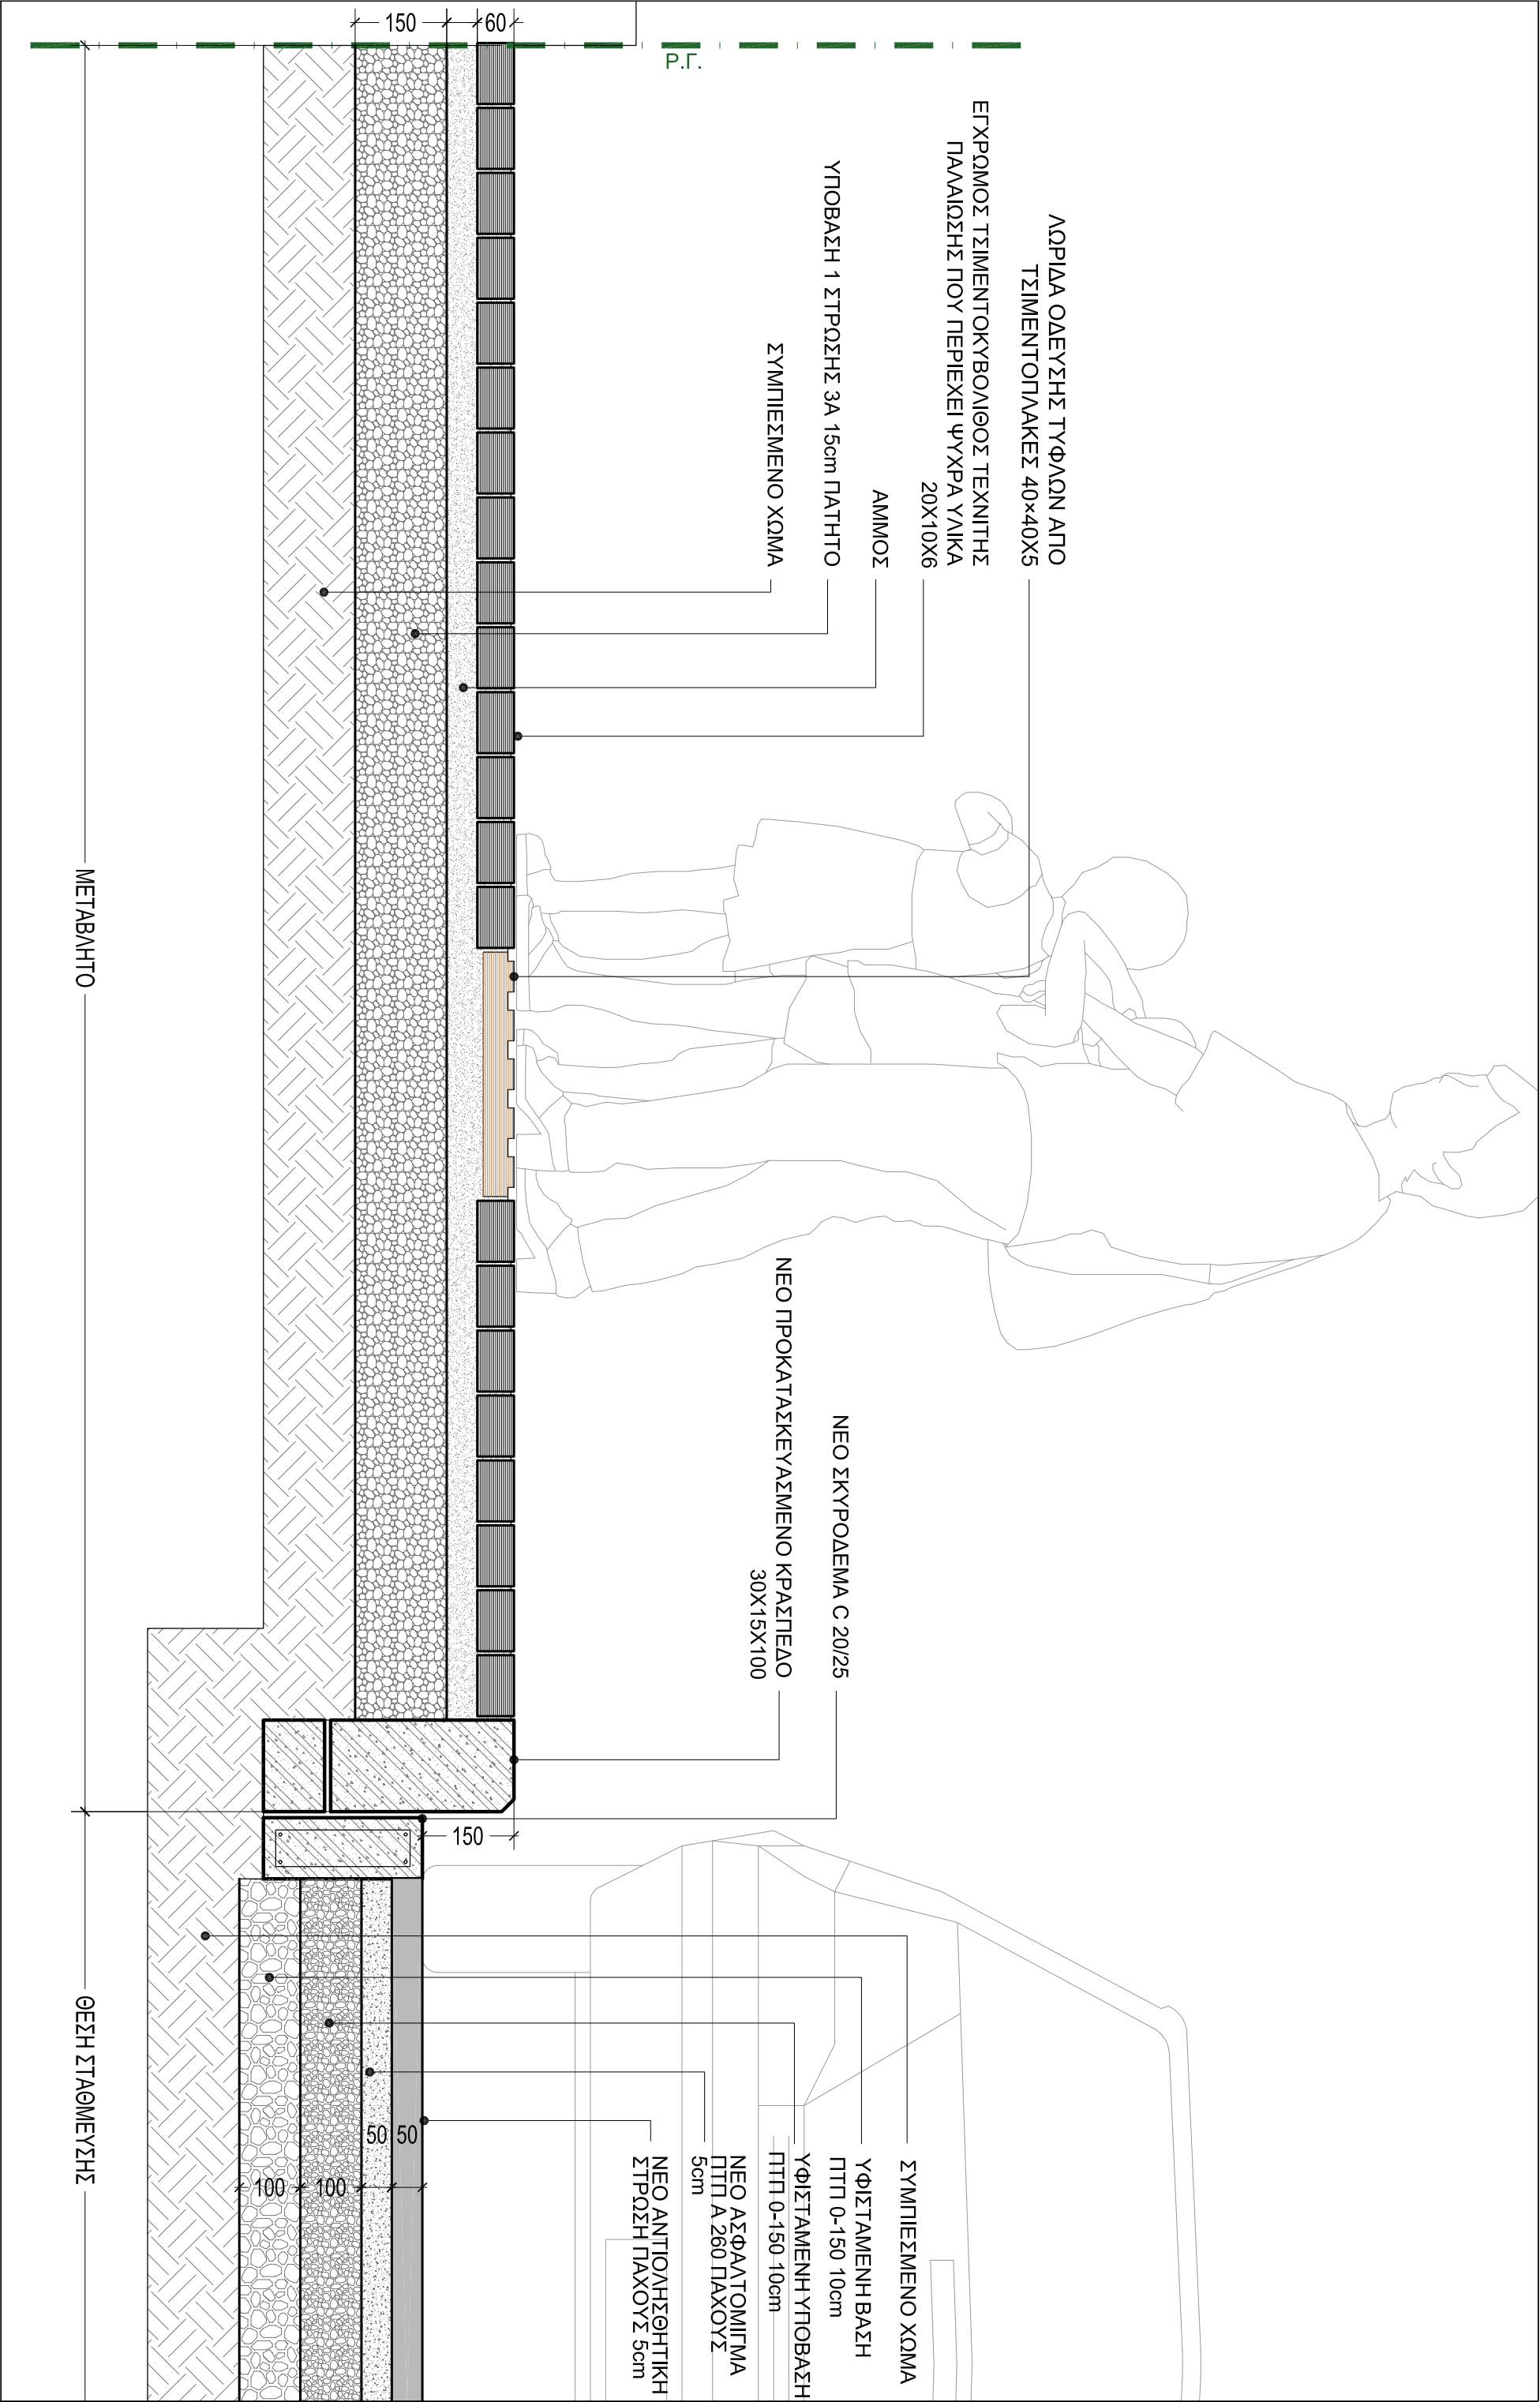 ΛΩΡΙΔΑ ΟΔΕΥΣΗΣ ΤΥΦΛΩΝ ΑΠΟ
ΤΣΙΜΕΝΤΟΠΛΑΚΕΣ 40×40Χ5
ΕΓΧΡΩΜΟΣ ΤΣΙΜΕΝΤΟΚΥΒΟΛΙΘΟΣ ΤΕΧΝΙΤΗΣ
ΠΑΛΑΙΩΣΗΣ ΠΟΥ ΠΕΡΙΕΧΕΙ ΨΥΧΡΑ ΥΛΙΚΑ
20Χ10Χ6
ΑΜΜΟΣ
ΥΠΟΒΑΣΗ 1 ΣΤΡΩΣΗΣ 3Α 15cm ΠΑΤΗΤΟ
ΣΥΜΠΙΕΣΜΕΝΟ ΧΩΜΑ
Ρ.Γ.
60
150
ΝΕΟ ΣΚΥΡΟΔΕΜΑ C 20/25
ΝΕΟ ΠΡΟΚΑΤΑΣΚΕΥΑΣΜΕΝΟ ΚΡΑΣΠΕΔΟ
30Χ15Χ100
150
ΣΥΜΠΙΕΣΜΕΝΟ ΧΩΜΑ
ΥΦΙΣΤΑΜΕΝΗ ΒΑΣΗ
ΠΤΠ 0-150 10cm
ΥΦΙΣΤΑΜΕΝΗ ΥΠΟΒΑΣΗ
ΠΤΠ 0-150 10cm
ΝΕΟ ΑΣΦΑΛΤΟΜΙΓΜΑ
ΠΤΠ Α 260 ΠΑΧΟΥΣ
5cm
ΝΕΟ ΑΝΤΙΟΛΗΣΘΗΤΙΚΗ
ΣΤΡΩΣΗ ΠΑΧΟΥΣ 5cm
50
50
100
100
ΜΕΤΑΒΛΗΤΟ
ΘΕΣΗ ΣΤΑΘΜΕΥΣΗΣ